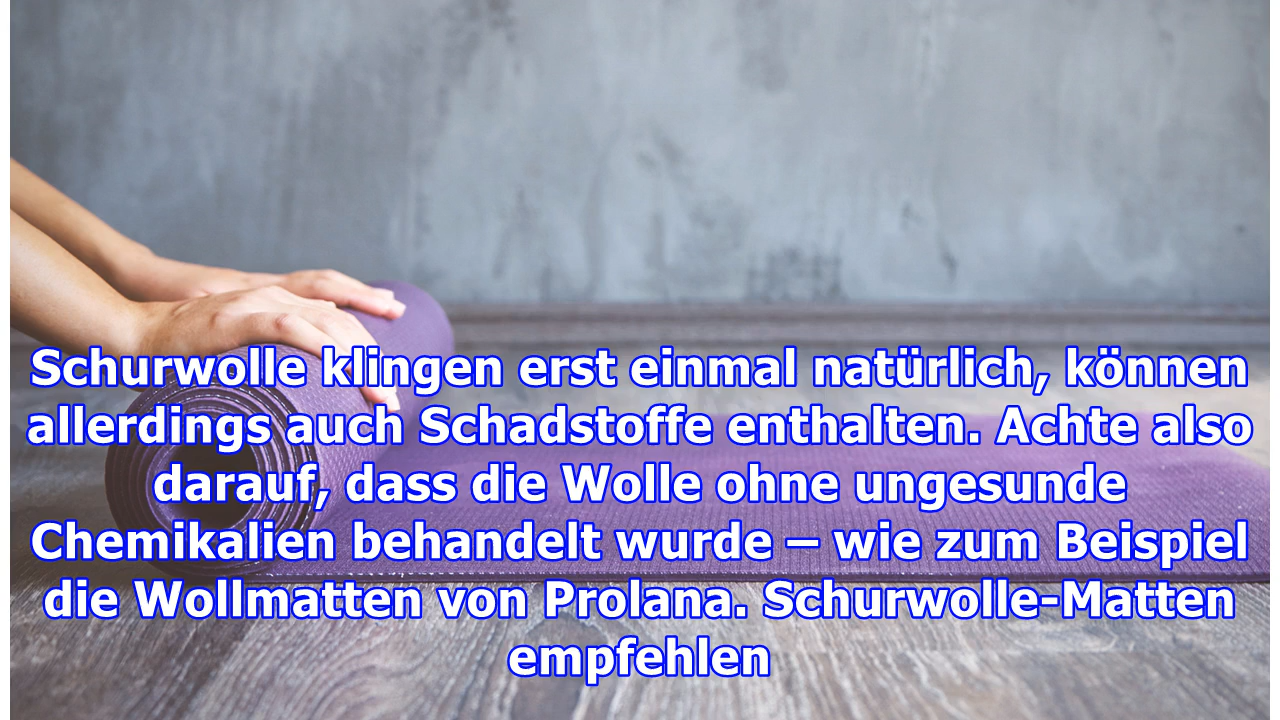 Schurwolle klingen erst einmal natürlich, können
allerdings auch Schadstoffe enthalten. Achte also
darauf, dass die Wolle ohne ungesunde
Chemikalien behandelt wurde – wie zum Beispiel
die Wollmatten von Prolana. Schurwolle-Matten
empfehlen